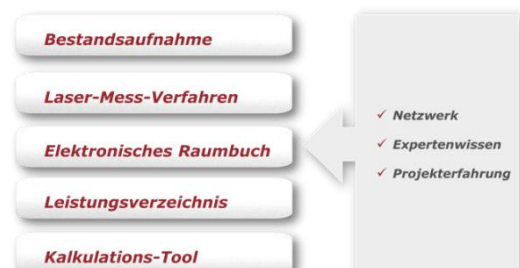 Bestandsaufnahme
Laser-Mess-Verfahren
Elektronisches Raumbuch
Leistungsverzeichnis
Kalkulations-Tool
Netzwerk
Expertenwissen
Projekterfahrung